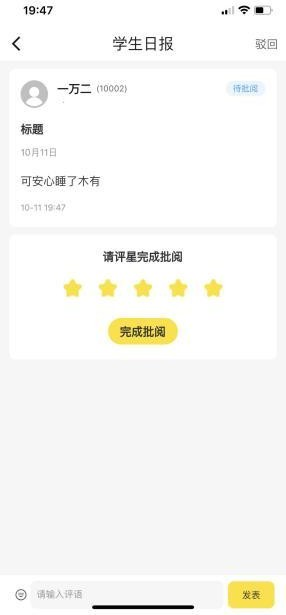 19:47
学生日报
驳回
一万二 (10002)
待批阅
标题
10月11日
可安心睡了木有
10-11 19:47
请评星完成批阅
完成批阅
请输入评语
发表